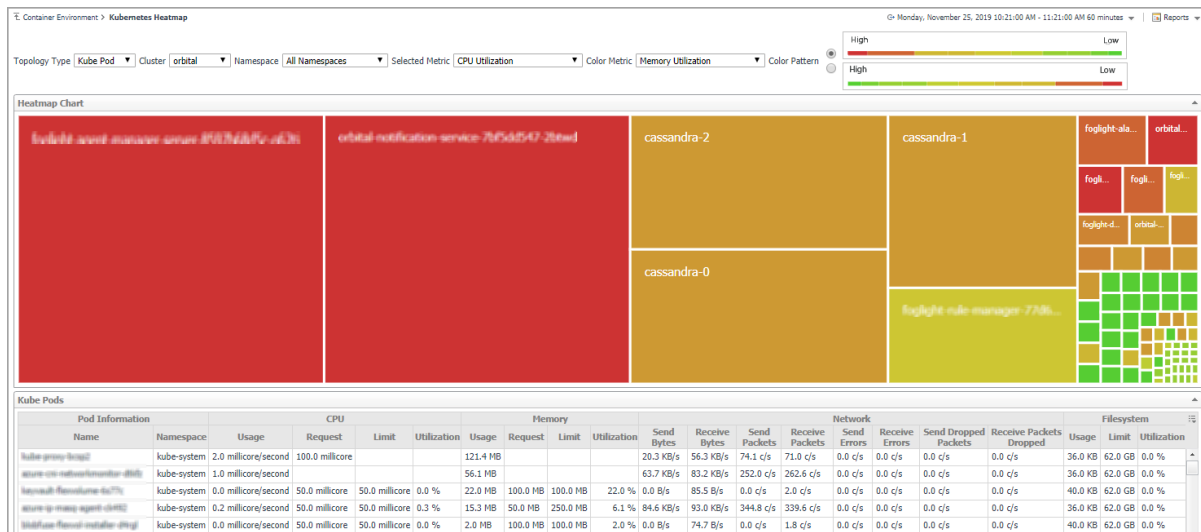 Container Environment > Kubernetes Heatmap
Monday, November 25, 2019 10:21:00 AM - 11:21:00 AM 60 minutes
Reports
Topology Type Kube Pod Cluster orbital Namespace All Namespaces Selected Metric CPU Utilization Color Metric Memory Utilization Color Pattern
High Low
High Low
Heatmap Chart
foglight-agent-manager-server-
orbital-notification-service-7bf5dd547-2btwd
cassandra-2
cassandra-1
foglight-ala...
orbital...
fogli...
fogli...
fogli...
foglight-d...
orbital-...
cassandra-0
foglight-rule-manager-77d6...
Kube Pods
Pod Information CPU Memory Network Filesystem
Name Namespace Usage Request Limit Utilization Usage Request Limit Utilization Send Bytes Receive Bytes Send Packets Receive Packets Send Errors Receive Errors Send Dropped Packets Receive Packets Dropped Usage Limit Utilization
kube-system 2.0 millicore/second 100.0 millicore 121.4 MB 20.3 KB/s 56.3 KB/s 74.1 c/s 71.0 c/s 0.0 c/s 0.0 c/s 0.0 c/s 0.0 c/s 36.0 KB 62.0 GB 0.0 %
kube-system 1.0 millicore/second 56.1 MB 63.7 KB/s 83.2 KB/s 252.0 c/s 262.6 c/s 0.0 c/s 0.0 c/s 0.0 c/s 0.0 c/s 36.0 KB 62.0 GB 0.0 %
kube-system 0.0 millicore/second 50.0 millicore 50.0 millicore 0.0 % 22.0 MB 100.0 MB 100.0 MB 22.0 % 0.0 B/s 85.5 B/s 0.0 c/s 2.0 c/s 0.0 c/s 0.0 c/s 0.0 c/s 0.0 c/s 40.0 KB 62.0 GB 0.0 %
kube-system 0.2 millicore/second 50.0 millicore 50.0 millicore 0.3 % 15.3 MB 50.0 MB 250.0 MB 6.1 % 84.6 KB/s 93.0 KB/s 344.8 c/s 339.6 c/s 0.0 c/s 0.0 c/s 0.0 c/s 0.0 c/s 36.0 KB 62.0 GB 0.0 %
kube-system 0.0 millicore/second 50.0 millicore 50.0 millicore 0.0 % 2.0 MB 100.0 MB 100.0 MB 2.0 % 0.0 B/s 74.7 B/s 0.0 c/s 1.8 c/s 0.0 c/s 0.0 c/s 0.0 c/s 0.0 c/s 40.0 KB 62.0 GB 0.0 %